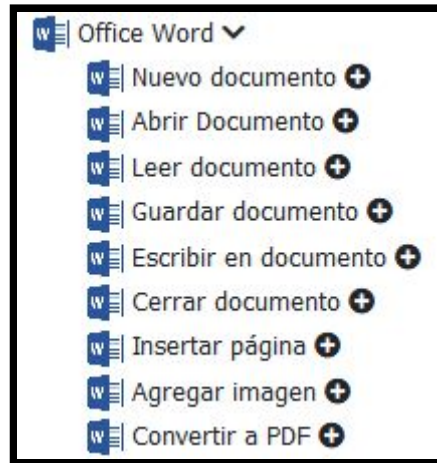 Office Word
Nuevo documento
Abrir Documento
Leer documento
Guardar documento
Escribir en documento
Cerrar documento
Insertar página
Agregar imagen
Convertir a PDF